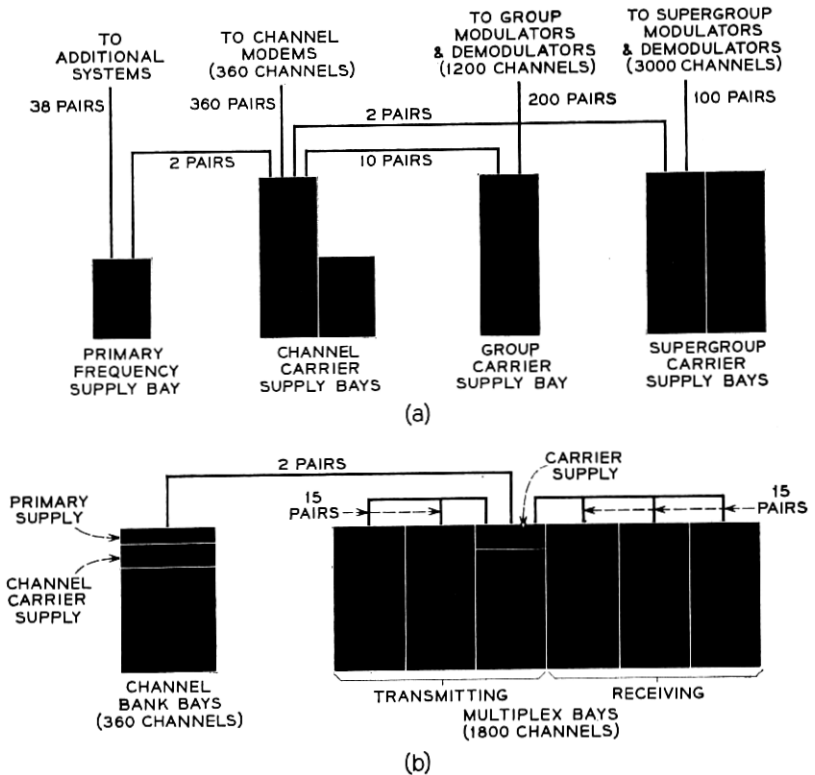 TO
ADDITIONAL
SYSTEMS
TO CHANNEL
MODEMS
(360 CHANNELS)
TO GROUP
MODULATORS
& DEMODULATORS
(1200 CHANNELS)
TO SUPERGROUP
MODULATORS
& DEMODULATORS
(3000 CHANNELS)
38 PAIRS
360 PAIRS
2 PAIRS
200 PAIRS
100 PAIRS
2 PAIRS
10 PAIRS
PRIMARY
FREQUENCY
SUPPLY BAY
CHANNEL
CARRIER
SUPPLY BAYS
GROUP
CARRIER
SUPPLY BAY
SUPERGROUP
CARRIER
SUPPLY BAYS
(a)
2 PAIRS
CARRIER
SUPPLY
PRIMARY
SUPPLY
15
PAIRS
15
PAIRS
CHANNEL
CARRIER
SUPPLY
CHANNEL
BANK BAYS
(360 CHANNELS)
TRANSMITTING
RECEIVING
MULTIPLEX BAYS
(1800 CHANNELS)
(b)